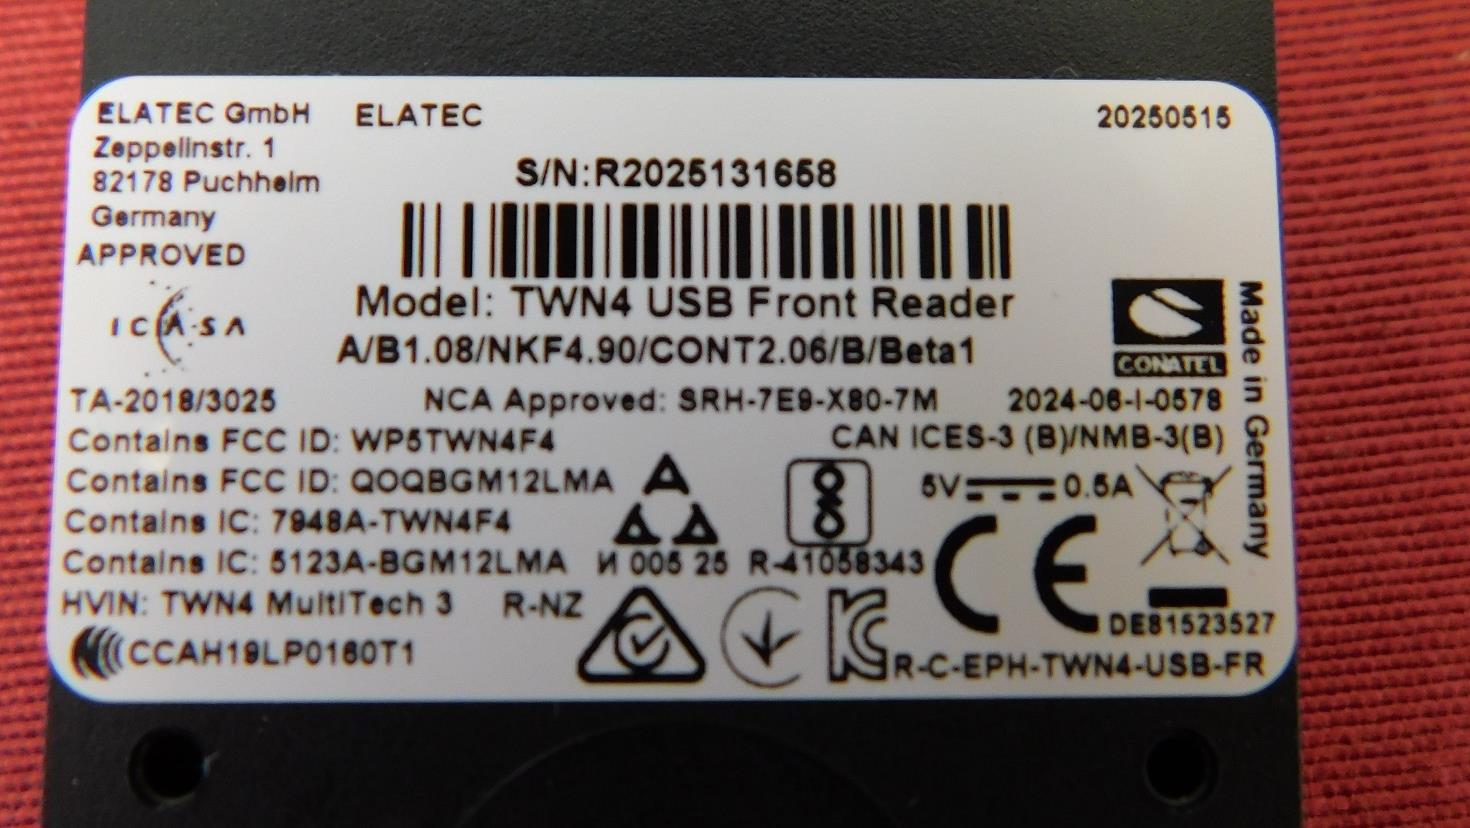 ELATEC GmbH
Zeppelinstr. 1
82178 Puchheim
Germany
APPROVED
ICASA
TA-2018/3025
ELATEC
20250515
S/N:R2025131658
Model: TWN4 USB Front Reader
A/B1.08/NKF4.90/CONT2.06/B/Beta1
CONATEL
Made in Germany
NCA Approved: SRH-7E9-X80-7M
2024-06-I-0578
Contains FCC ID: WP5TWN4F4
CAN ICES-3 (B)/NMB-3(B)
Contains FCC ID: QOQBGM12LMA
5V 0.5A
Contains IC: 7948A-TWN4F4
Contains IC: 5123A-BGM12LMA
И 005 25
R-41058343
CE
HVIN: TWN4 MultiTech 3
R-NZ
DE81523527
CCAH19LP0160T1
R-C-EPH-TWN4-USB-FR